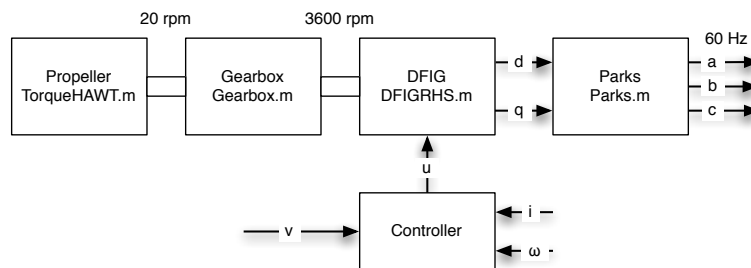 20 rpm
3600 rpm
60 Hz
Propeller
TorqueHAWT.m
Gearbox
Gearbox.m
DFIG
DFIGRHS.m
d
q
Parks
Parks.m
a
b
c
u
v
Controller
i
ω